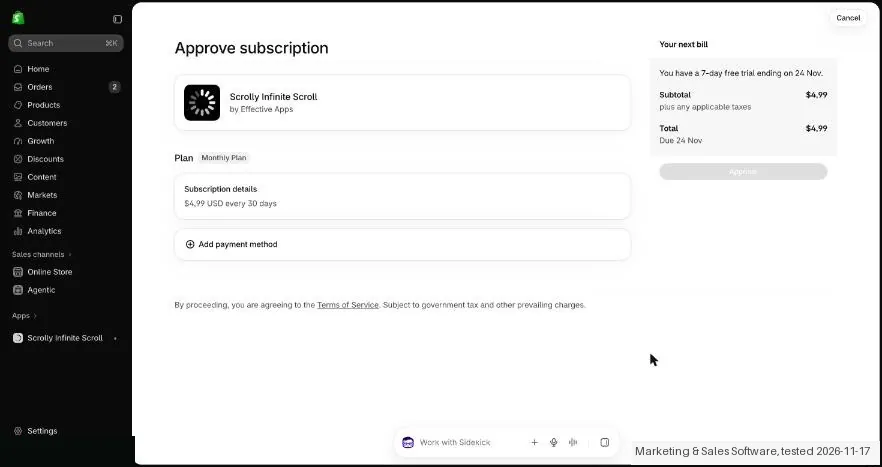 Cancel
Search
⌘K
Home
Orders
2
Products
Customers
Growth
Discounts
Content
Markets
Finance
Analytics
Sales channels
Online Store
Agentic
Apps
Scrolly Infinite Scroll
Settings
Approve subscription
Scrolly Infinite Scroll
by Effective Apps
Plan Monthly Plan
Subscription details
$4.99 USD every 30 days
Add payment method
By proceeding, you are agreeing to the Terms of Service. Subject to government tax and other prevailing charges.
Your next bill
You have a 7-day free trial ending on 24 Nov.
Subtotal $4.99
plus any applicable taxes
Total $4.99
Due 24 Nov
Approve
Work with Sidekick
Marketing & Sales Software, tested 2026-11-17